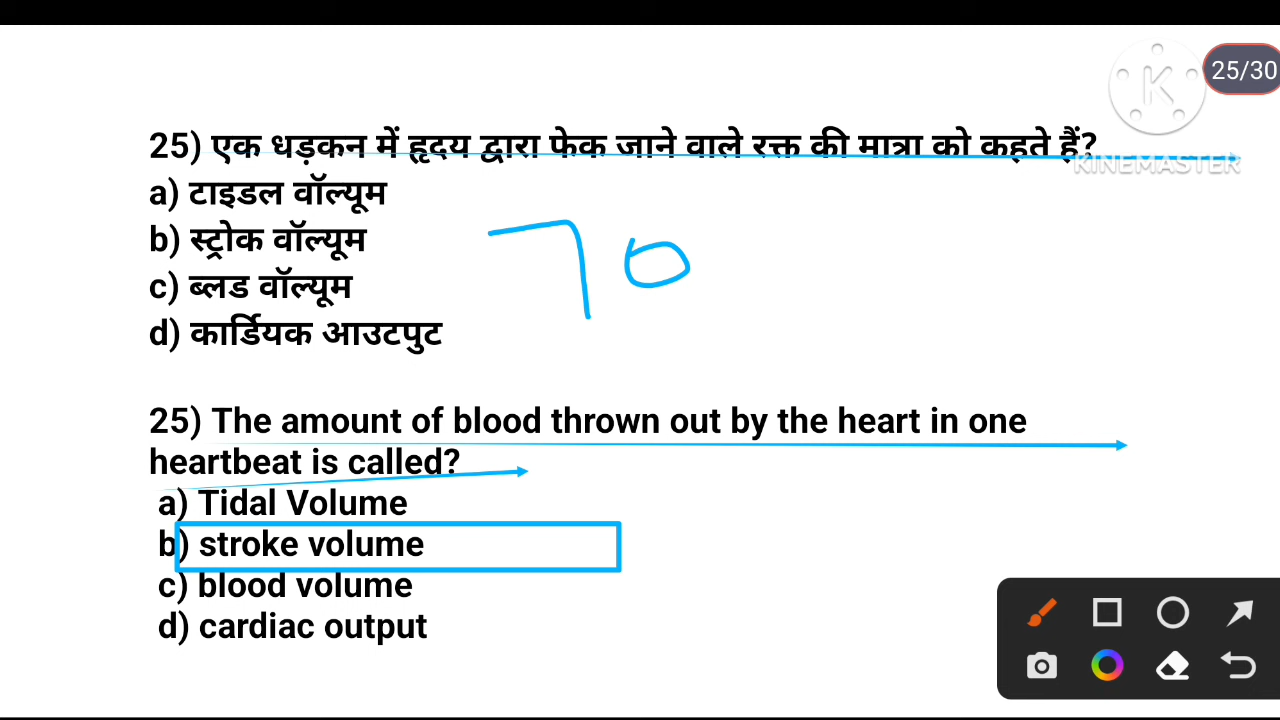 25/30
KINEMASTER
25) एक धड़कन में हृदय द्वारा फेक जाने वाले रक्त की मात्रा को कहते हैं?
a) टाइडल वॉल्यूम
b) स्ट्रोक वॉल्यूम
70
c) ब्लड वॉल्यूम
d) कार्डियक आउटपुट
25) The amount of blood thrown out by the heart in one
heartbeat is called?
a) Tidal Volume
b) stroke volume
c) blood volume
d) cardiac output